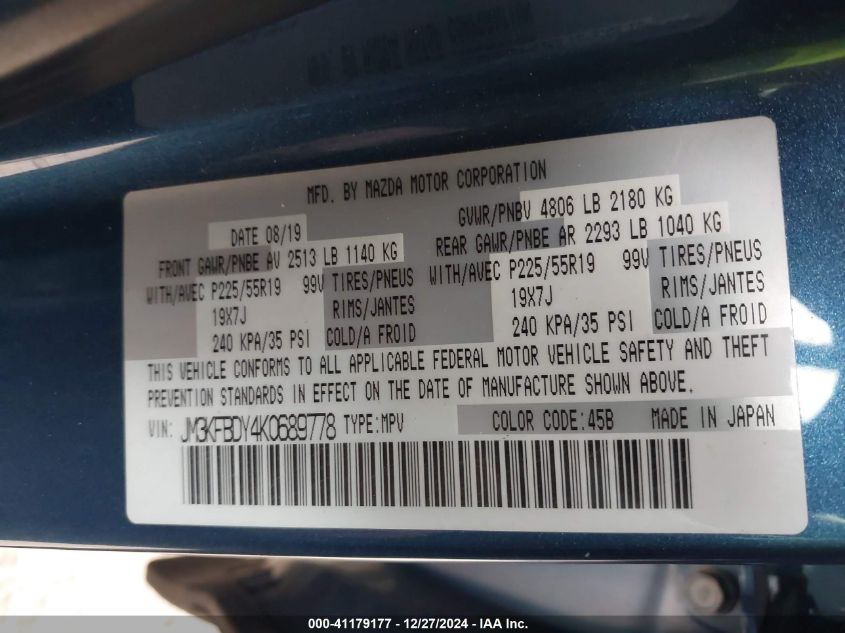 MFD. BY MAZDA MOTOR CORPORATION
DATE 08/19
GVWR/PNBV 4806 LB 2180 KG
FRONT GAWR/PNBE AV 2513 LB 1140 KG
REAR GAWR/PNBE AR 2293 LB 1040 KG
WITH/AVEC P225/55R19 99V TIRES/PNEUS
WITH/AVEC P225/55R19 99V TIRES/PNEUS
19X7J RIMS/JANTES
19X7J RIMS/JANTES
240 KPA/35 PSI COLD/A FROID
240 KPA/35 PSI COLD/A FROID
THIS VEHICLE CONFORMS TO ALL APPLICABLE FEDERAL MOTOR VEHICLE SAFETY AND THEFT
PREVENTION STANDARDS IN EFFECT ON THE DATE OF MANUFACTURE SHOWN ABOVE.
VIN: JM3KFBDY4K0689778 TYPE:MPV COLOR CODE:45B MADE IN JAPAN
000-41179177 - 12/27/2024 - IAA Inc.